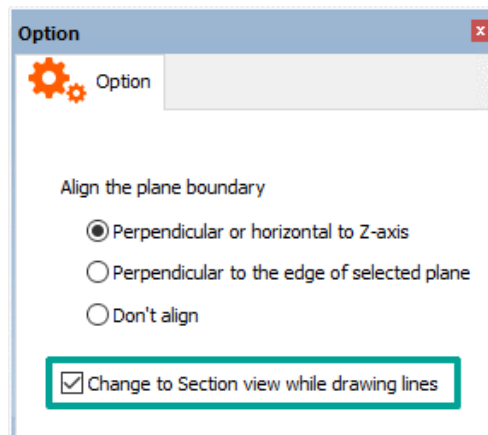 Option
Option
Align the plane boundary
Perpendicular or horizontal to Z-axis
Perpendicular to the edge of selected plane
Don't align
Change to Section view while drawing lines